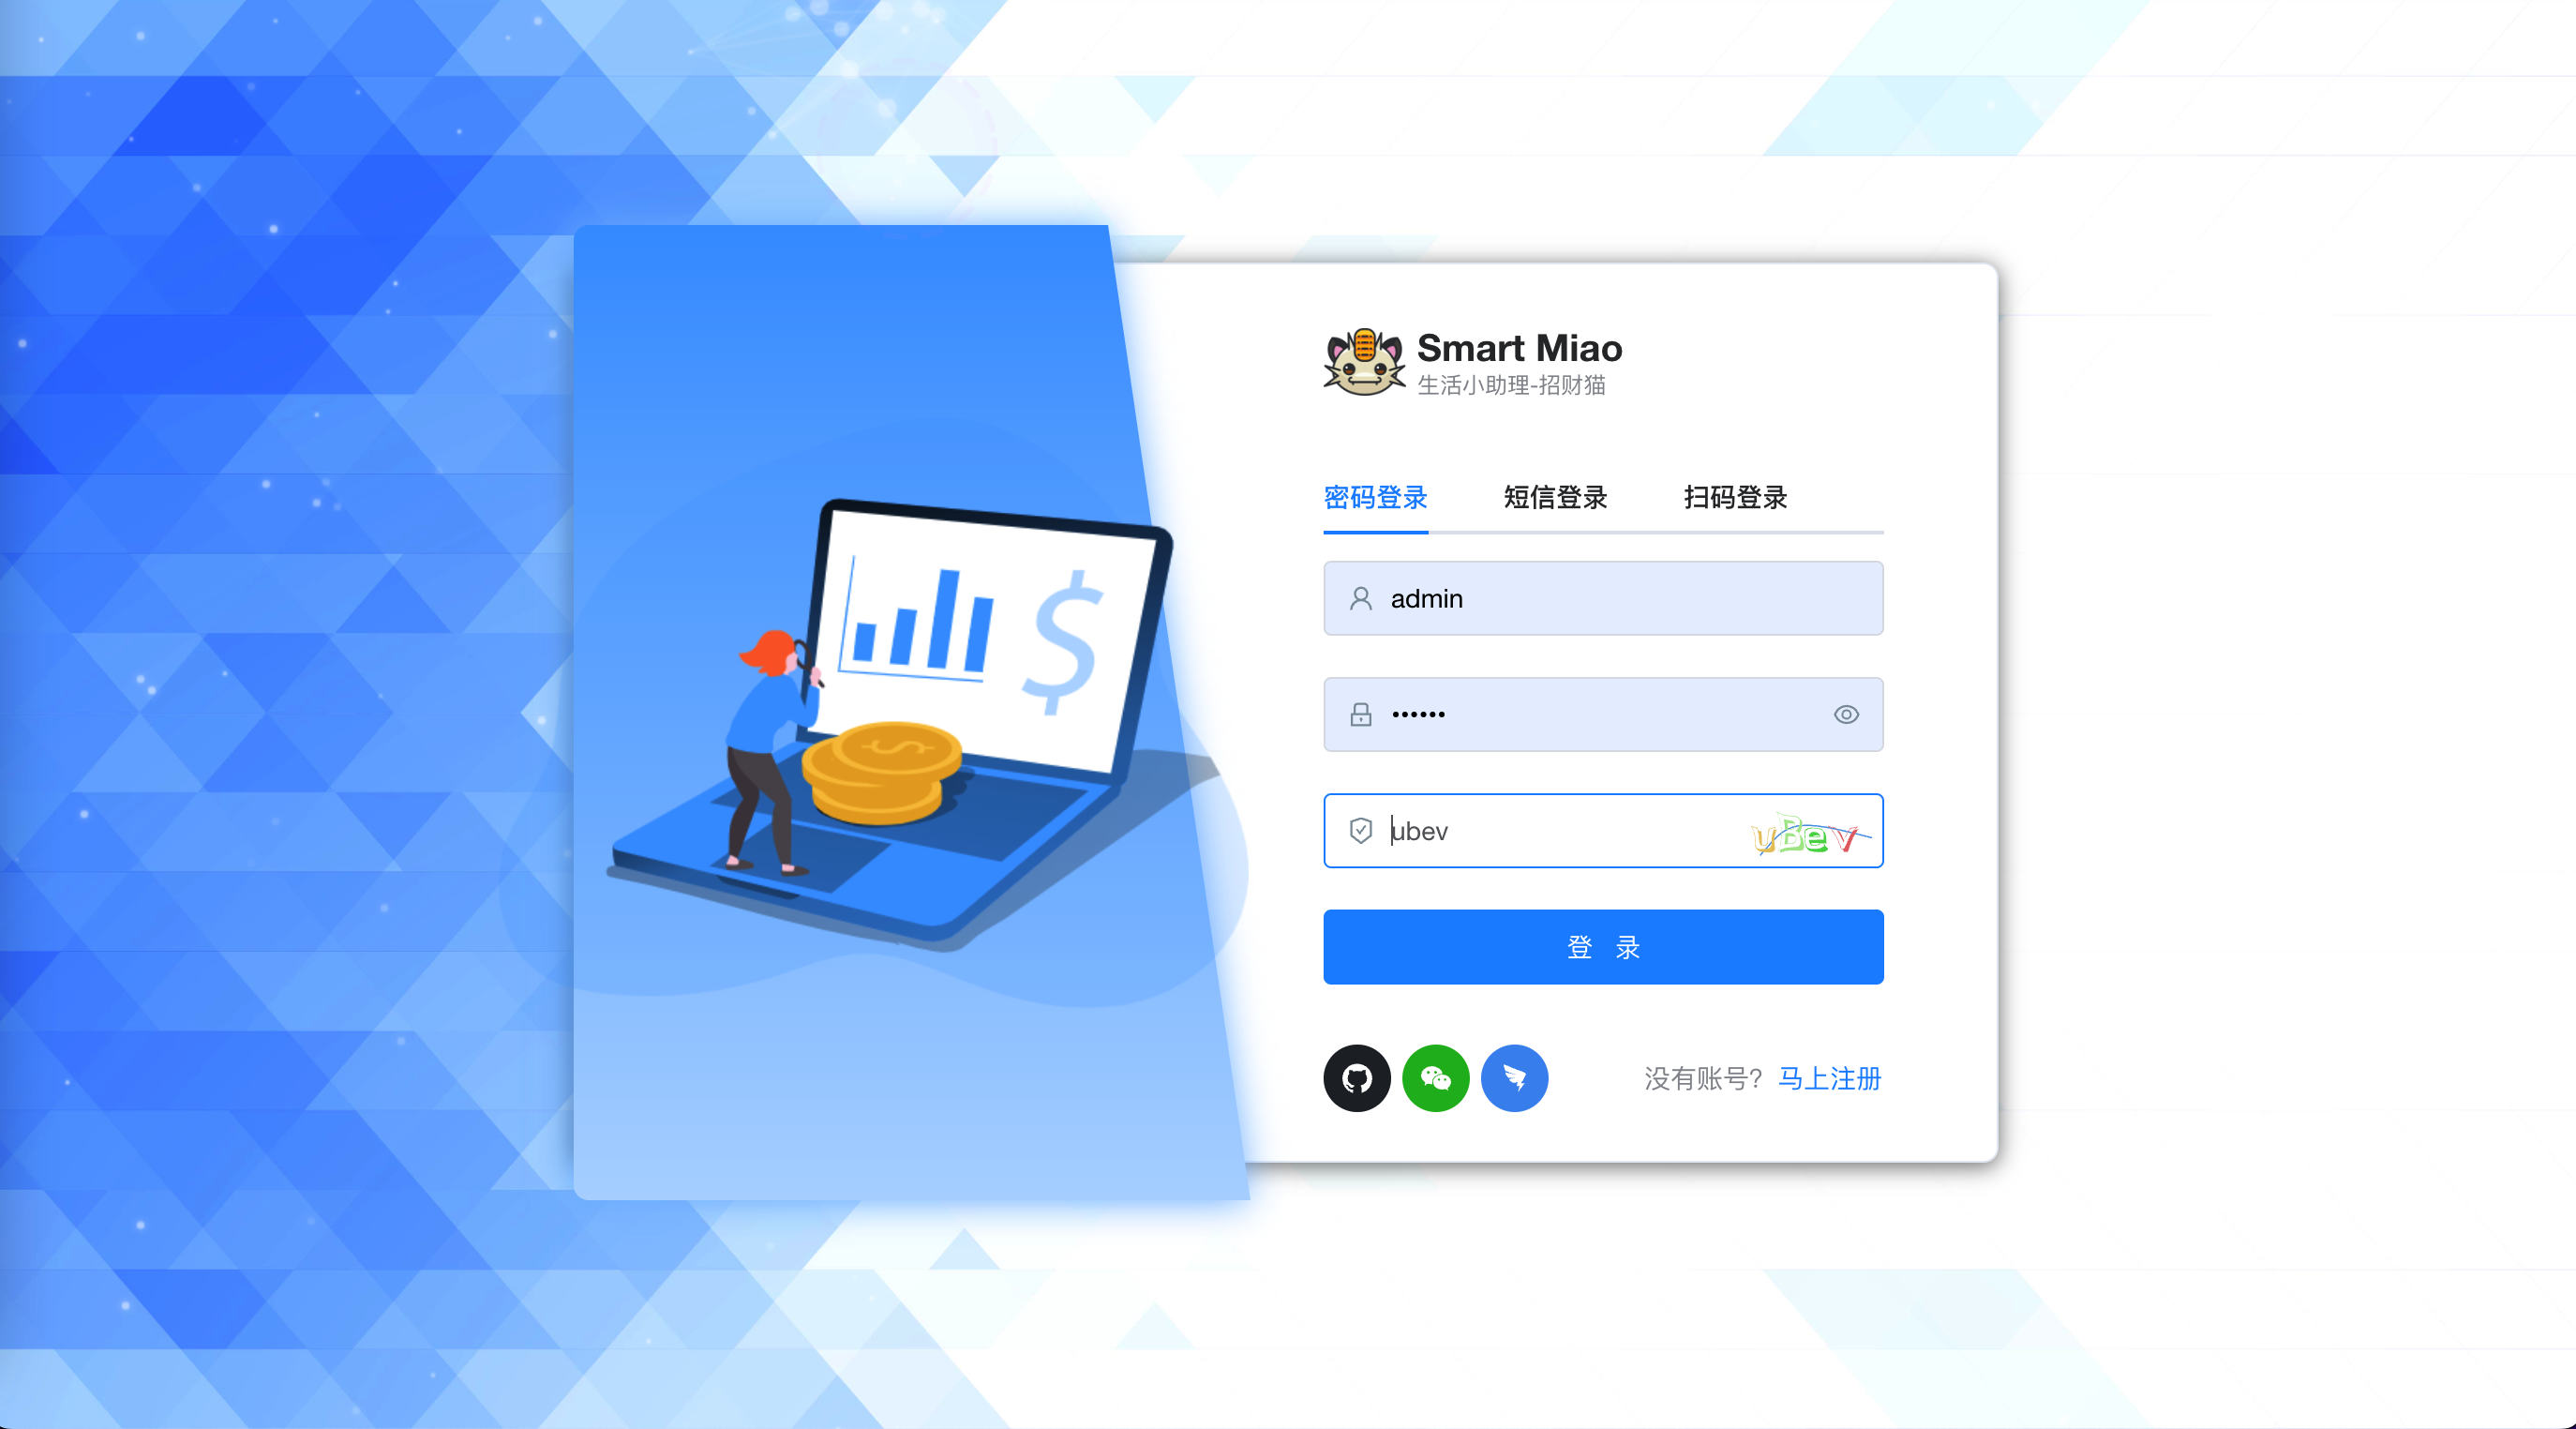 Smart Miao
生活小助理-招财猫
密码登录 短信登录 扫码登录
admin
••••••
ubev uBev
登 录
没有账号? 马上注册
$